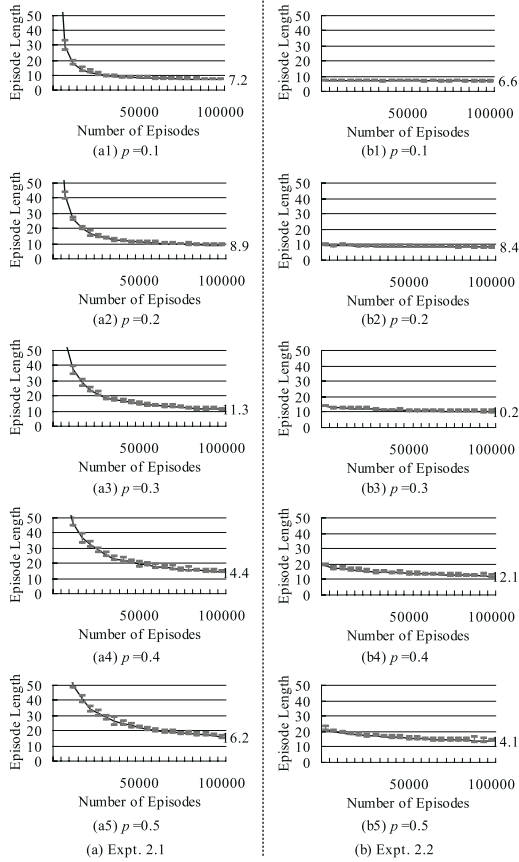 Episode Length
50
40
30
20
10
0
7.2
50000
100000
Number of Episodes
(a1) p =0.1
Episode Length
50
40
30
20
10
0
6.6
50000
100000
Number of Episodes
(b1) p =0.1
Episode Length
50
40
30
20
10
0
8.9
50000
100000
Number of Episodes
(a2) p =0.2
Episode Length
50
40
30
20
10
0
8.4
50000
100000
Number of Episodes
(b2) p =0.2
Episode Length
50
40
30
20
10
0
11.3
50000
100000
Number of Episodes
(a3) p =0.3
Episode Length
50
40
30
20
10
0
10.2
50000
100000
Number of Episodes
(b3) p =0.3
Episode Length
50
40
30
20
10
0
14.4
50000
100000
Number of Episodes
(a4) p =0.4
Episode Length
50
40
30
20
10
0
12.1
50000
100000
Number of Episodes
(b4) p =0.4
Episode Length
50
40
30
20
10
0
16.2
50000
100000
Number of Episodes
(a5) p =0.5
Episode Length
50
40
30
20
10
0
14.1
50000
100000
Number of Episodes
(b5) p =0.5
(a) Expt. 2.1
(b) Expt. 2.2